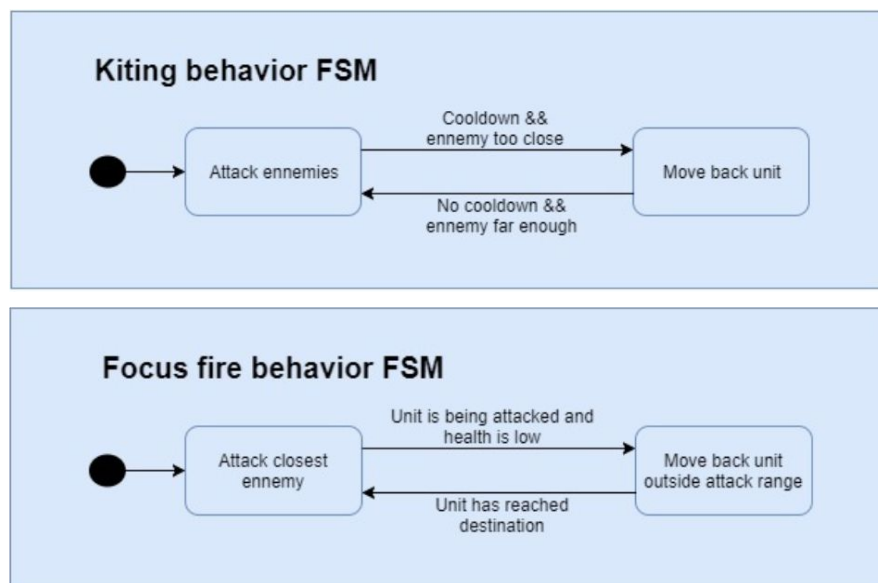 Kiting behavior FSM
Cooldown &&
ennemy too close
Attack ennemies
Move back unit
No cooldown &&
ennemy far enough
Focus fire behavior FSM
Unit is being attacked and
health is low
Attack closest
ennemy
Move back unit
outside attack range
Unit has reached
destination